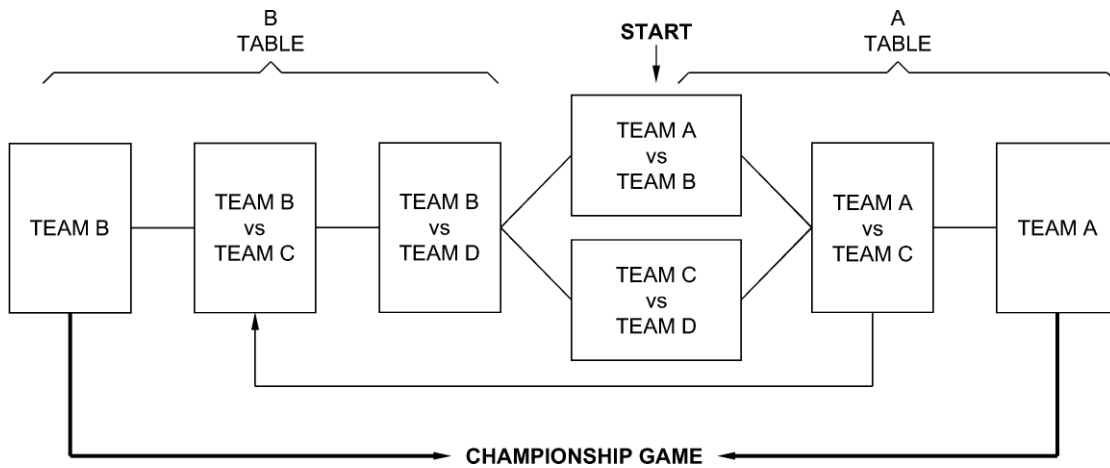 B
TABLE
START
A
TABLE
TEAM B
TEAM B
vs
TEAM C
TEAM B
vs
TEAM D
TEAM A
vs
TEAM B
TEAM C
vs
TEAM D
TEAM A
vs
TEAM C
TEAM A
CHAMPIONSHIP GAME